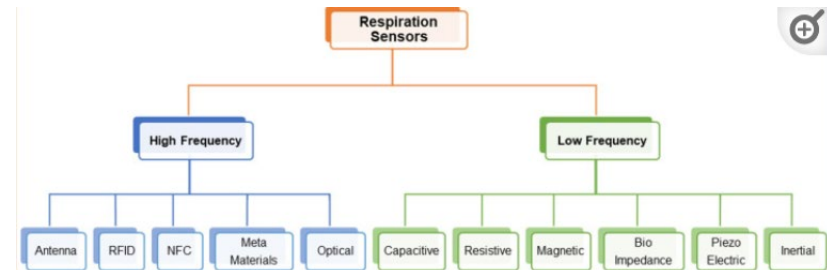 Respiration
Sensors
High Frequency
Low Frequency
Antenna
RFID
NFC
Meta
Materials
Optical
Capacitive
Resistive
Magnetic
Bio
Impedance
Piezo
Electric
Inertial